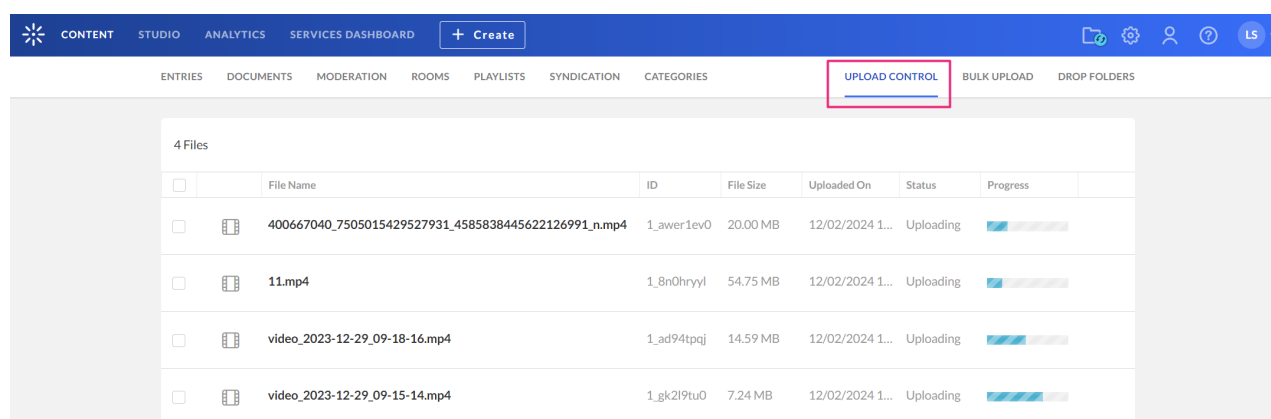 CONTENT STUDIO ANALYTICS SERVICES DASHBOARD + Create LS
ENTRIES DOCUMENTS MODERATION ROOMS PLAYLISTS SYNDICATION CATEGORIES UPLOAD CONTROL BULK UPLOAD DROP FOLDERS
4 Files
File Name ID File Size Uploaded On Status Progress
400667040_7505015429527931_4585838445622126991_n.mp4 1_awer1ev0 20.00 MB 12/02/2024 1... Uploading
11.mp4 1_8n0hryyl 54.75 MB 12/02/2024 1... Uploading
video_2023-12-29_09-18-16.mp4 1_ad94tpqj 14.59 MB 12/02/2024 1... Uploading
video_2023-12-29_09-15-14.mp4 1_gk2l9tu0 7.24 MB 12/02/2024 1... Uploading